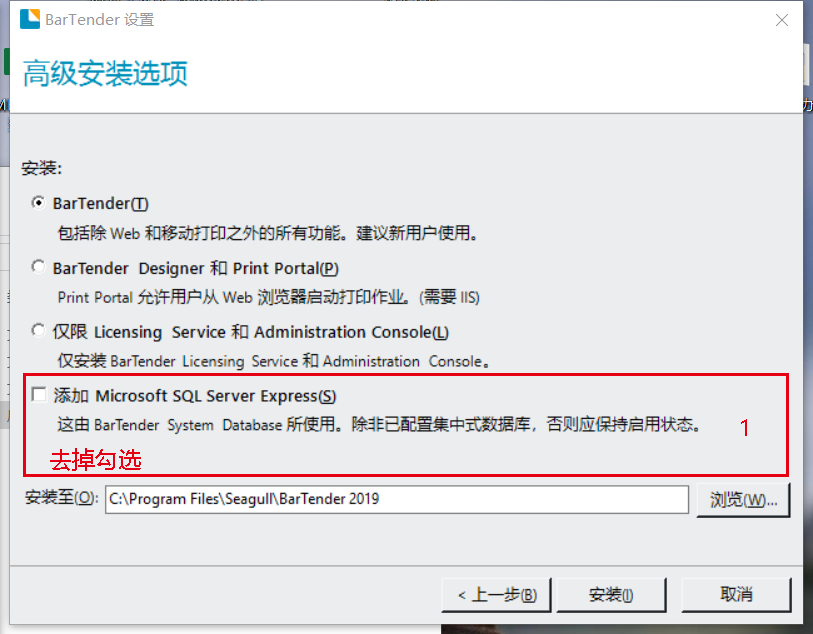 BarTender 设置
高级安装选项
安装:
BarTender(T)
包括除 Web 和移动打印之外的所有功能。建议新用户使用。
BarTender Designer 和 Print Portal(P)
Print Portal 允许用户从 Web 浏览器启动打印作业。(需要 IIS)
仅限 Licensing Service 和 Administration Console(L)
仅安装 BarTender Licensing Service 和 Administration Console。
添加 Microsoft SQL Server Express(S)
这由 BarTender System Database 所使用。除非已配置集中式数据库，否则应保持启用状态。
1
去掉勾选
安装至(O): C:\Program Files\Seagull\BarTender 2019 浏览(W)...
< 上一步(B) 安装(I) 取消